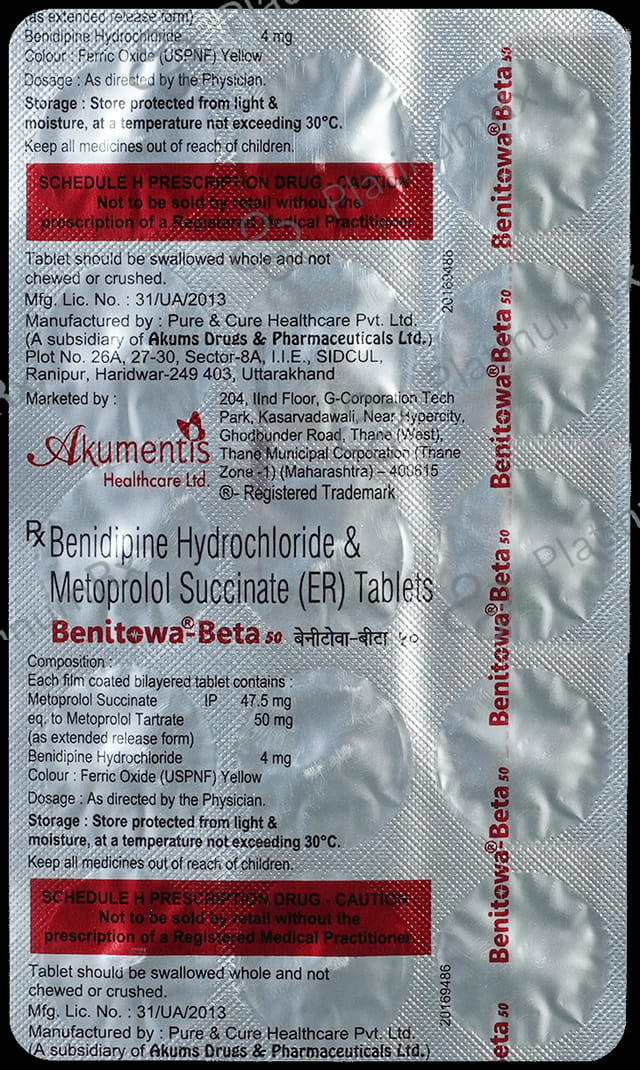 (as extended release form)
Benidipine Hydrochloride 4 mg
Colour : Ferric Oxide (USPNF) Yellow
Dosage : As directed by the Physician.
Storage : Store protected from light &
moisture, at a temperature not exceeding 30°C.
Keep all medicines out of reach of children.
SCHEDULE H PRESCRIPTION DRUG - CAUTION
Not to be sold by retail without the
prescription of a Registered Medical Practitioner
Tablet should be swallowed whole and not
chewed or crushed.
Mfg. Lic. No. : 31/UA/2013
Manufactured by : Pure & Cure Healthcare Pvt. Ltd.
(A subsidiary of Akums Drugs & Pharmaceuticals Ltd.)
Plot No. 26A, 27-30, Sector-8A, I.I.E., SIDCUL,
Ranipur, Haridwar-249 403, Uttarakhand
Marketed by :
Akumentis
Healthcare Ltd.
204, IInd Floor, G-Corporation Tech
Park, Kasarvadawali, Near Hypercity,
Ghodbunder Road, Thane (West),
Thane Municipal Corporation (Thane
Zone -1) (Maharashtra) – 400615
®- Registered Trademark
Rx Benidipine Hydrochloride &
Metoprolol Succinate (ER) Tablets
Benitowa®-Beta 50 बेनीटोवा-बीटा ५०
Composition :
Each film coated bilayered tablet contains :
Metoprolol Succinate IP 47.5 mg
eq. to Metoprolol Tartrate 50 mg
(as extended release form)
Benidipine Hydrochloride 4 mg
Colour : Ferric Oxide (USPNF) Yellow
Dosage : As directed by the Physician.
Storage : Store protected from light &
moisture, at a temperature not exceeding 30°C.
Keep all medicines out of reach of children.
SCHEDULE H PRESCRIPTION DRUG - CAUTION
Not to be sold by retail without the
prescription of a Registered Medical Practitioner
Tablet should be swallowed whole and not
chewed or crushed.
Mfg. Lic. No. : 31/UA/2013
Manufactured by : Pure & Cure Healthcare Pvt. Ltd.
(A subsidiary of Akums Drugs & Pharmaceuticals Ltd.)
20169486
20169486
Benitowa®-Beta 50
Benitowa®-Beta 50
Benitowa®-Beta 50
Benitowa®-Beta 50
eta 50
PlatinumRx